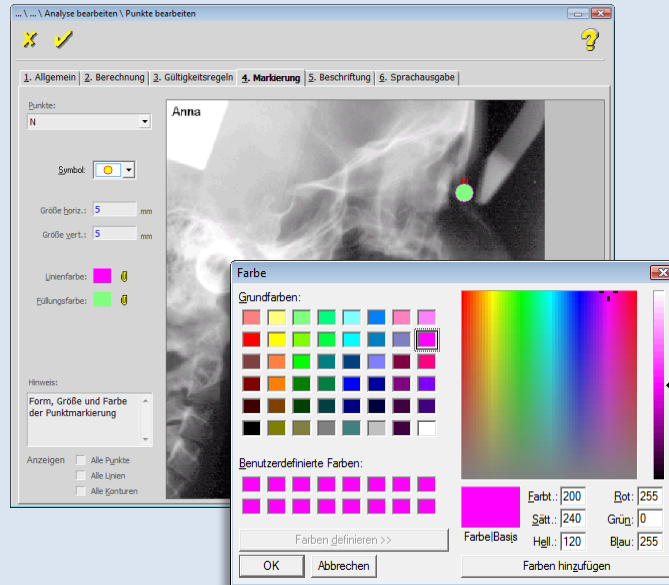 ... \ ... \ Analyse bearbeiten \ Punkte bearbeiten
1. Allgemein 2. Berechnung 3. Gültigkeitsregeln 4. Markierung 5. Beschriftung 6. Sprachausgabe
Punkte:
N
Anna
Symbol:
N
Größe horiz.: 5 mm
Größe vert.: 5 mm
Linienfarbe:
Füllungsfarbe:
Hinweis:
Form, Größe und Farbe
der Punktmarkierung
Anzeigen Alle Punkte
Alle Linien
Alle Konturen
Farbe
Grundfarben:
Benutzerdefinierte Farben:
Farben definieren >>
OK Abbrechen
Farbe|Basis
Farbt.: 200 Rot: 255
Sätt.: 240 Grün: 0
Hell.: 120 Blau: 255
Farben hinzufügen